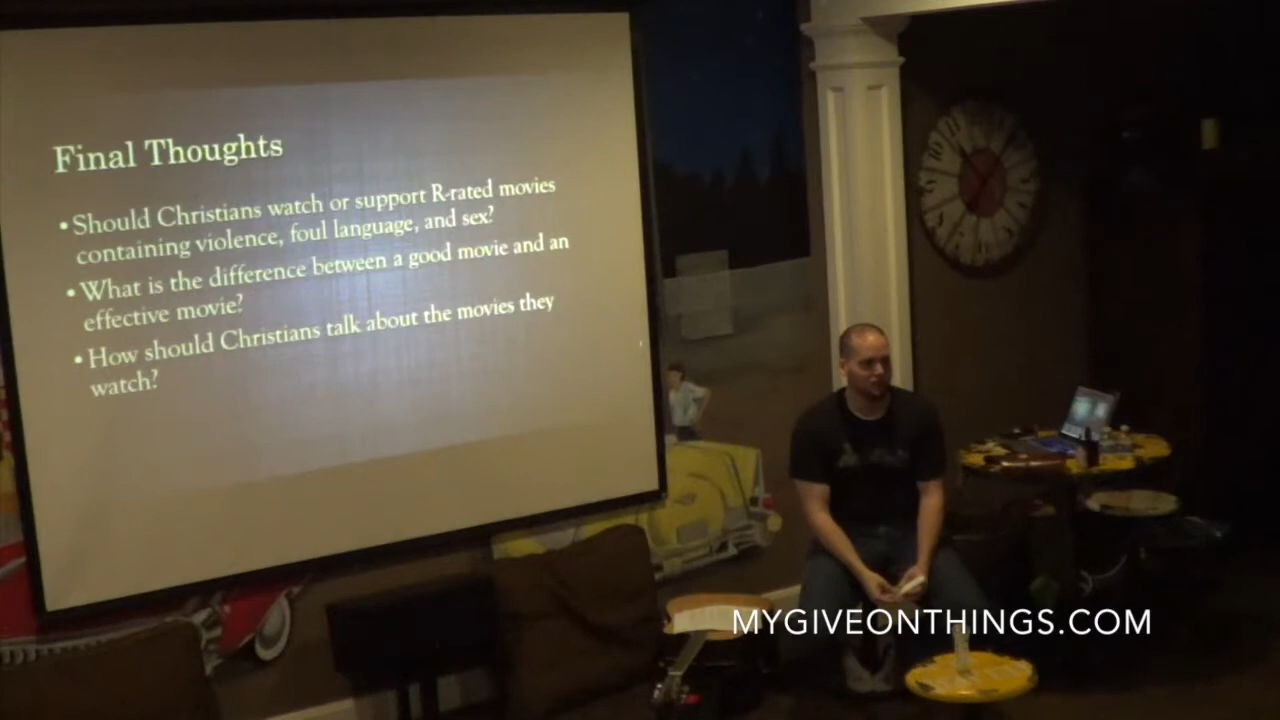 Final Thoughts
•Should Christians watch or support R-rated movies
containing violence, foul language, and sex?
•What is the difference between a good movie and an
effective movie?
•How should Christians talk about the movies they
watch?
MYGIVEONTHINGS.COM